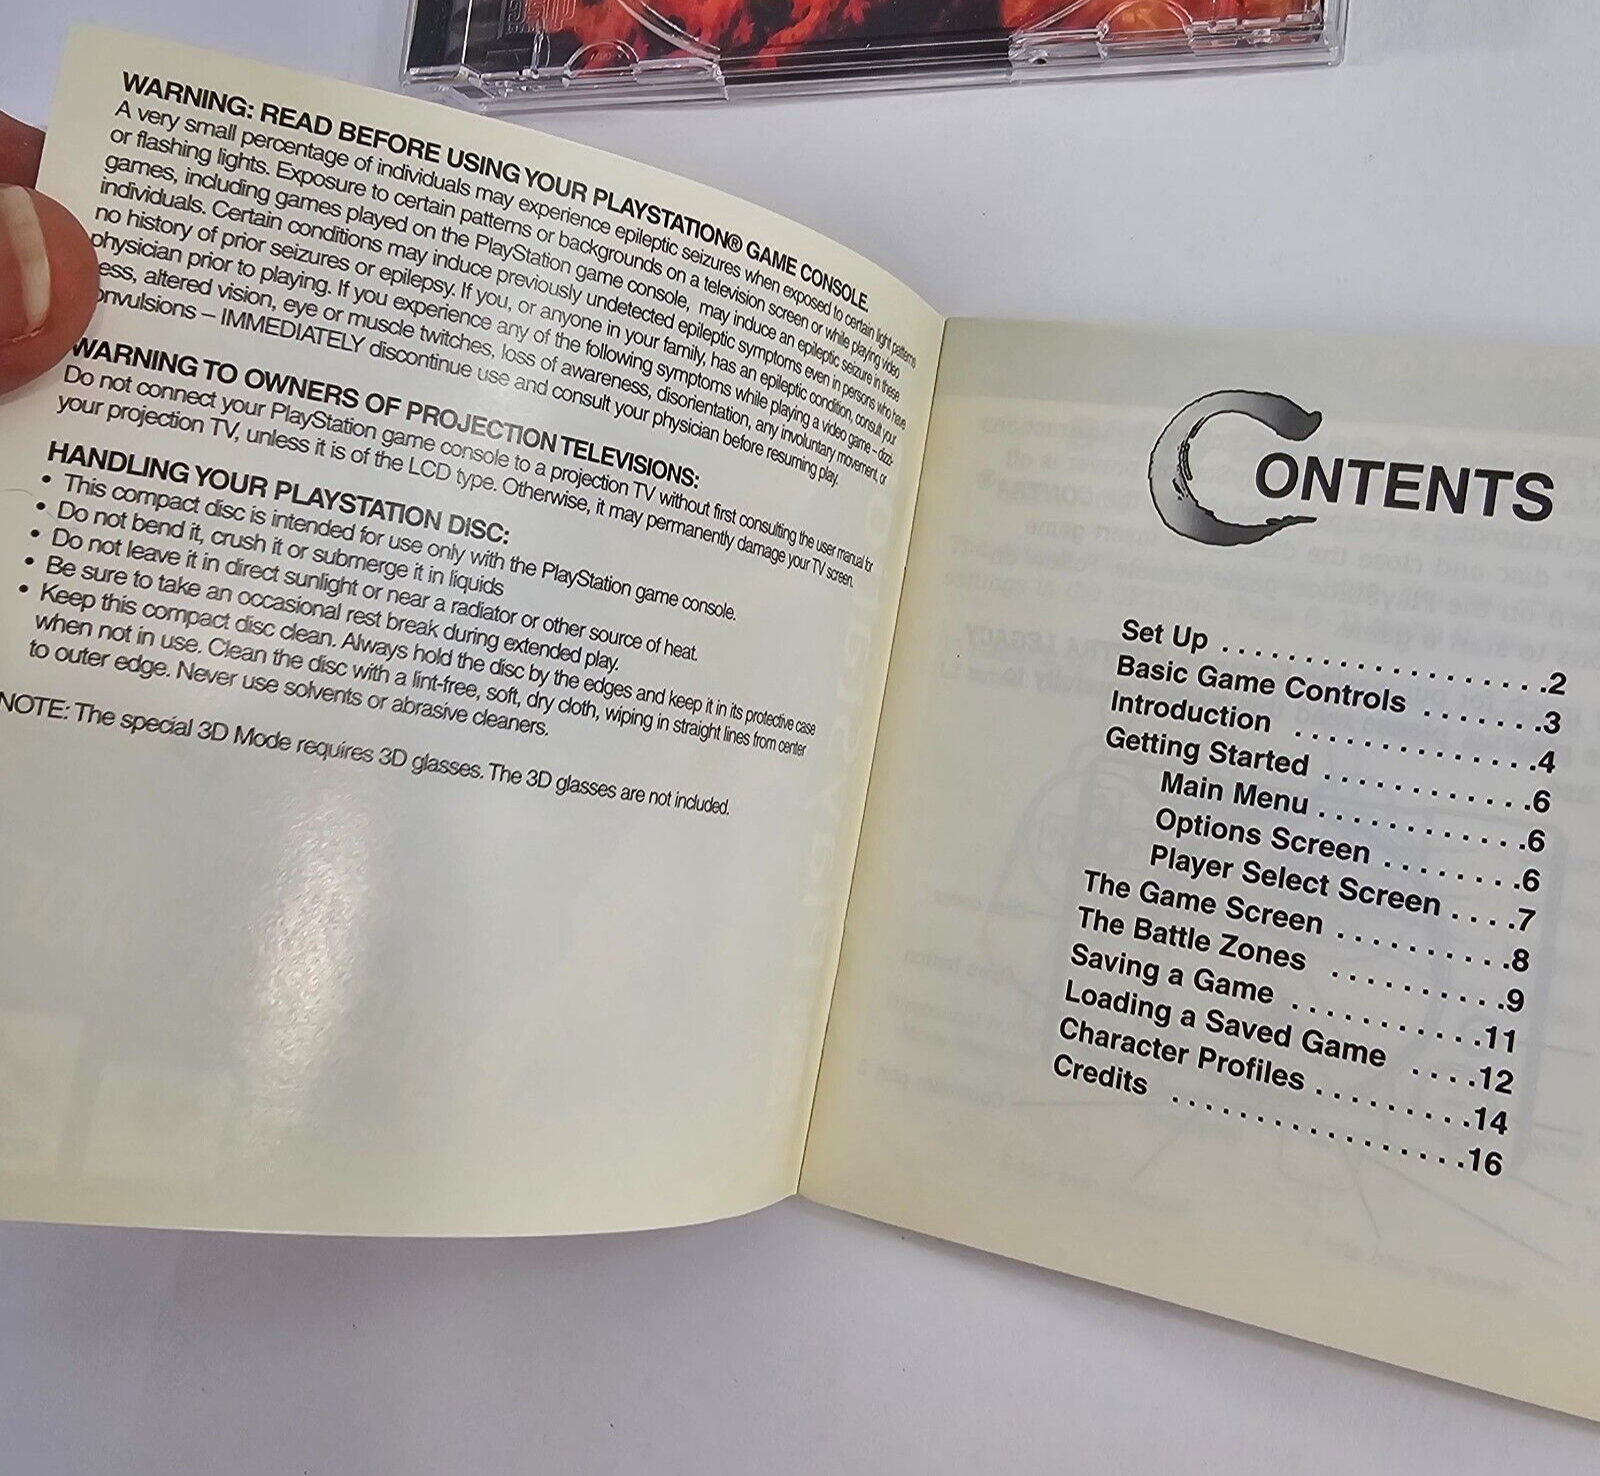 WARNING: READ BEFORE USING YOUR PLAYSTATION® GAME CONSOLE.
A very small percentage of individuals may experience epileptic seizures when exposed to certain light patterns
or flashing lights. Exposure to certain patterns or backgrounds on a television screen or while playing video
games, including games played on the PlayStation game console, may induce an epileptic seizure in these
individuals. Certain conditions may induce previously undetected epileptic symptoms even in persons who have
no history of prior seizures or epilepsy. If you, or anyone in your family, has an epileptic condition, consult your
physician prior to playing. If you experience any of the following symptoms while playing a video game – dizzi-
ess, altered vision, eye or muscle twitches, loss of awareness, disorientation, any involuntary movement, or
onvulsions – IMMEDIATELY discontinue use and consult your physician before resuming play.
WARNING TO OWNERS OF PROJECTION TELEVISIONS:
Do not connect your PlayStation game console to a projection TV without first consulting the user manual for
your projection TV, unless it is of the LCD type. Otherwise, it may permanently damage your TV screen.
HANDLING YOUR PLAYSTATION DISC:
• This compact disc is intended for use only with the PlayStation game console.
• Do not bend it, crush it or submerge it in liquids
• Do not leave it in direct sunlight or near a radiator or other source of heat.
• Be sure to take an occasional rest break during extended play.
• Keep this compact disc clean. Always hold the disc by the edges and keep it in its protective case
when not in use. Clean the disc with a lint-free, soft, dry cloth, wiping in straight lines from center
to outer edge. Never use solvents or abrasive cleaners.
NOTE: The special 3D Mode requires 3D glasses. The 3D glasses are not included.
CONTENTS
Set Up . . . . . . . . . . . . . . . . . . . .2
Basic Game Controls . . . . . . .3
Introduction . . . . . . . . . . . . .4
Getting Started . . . . . . . . . . .6
Main Menu . . . . . . . . . . . .6
Options Screen . . . . . . . .6
Player Select Screen . . . .7
The Game Screen . . . . . . . . . .8
The Battle Zones . . . . . . . . . .9
Saving a Game . . . . . . . . . . .11
Loading a Saved Game . . . .12
Character Profiles . . . . . . . . .14
Credits . . . . . . . . . . . . . . . . .16